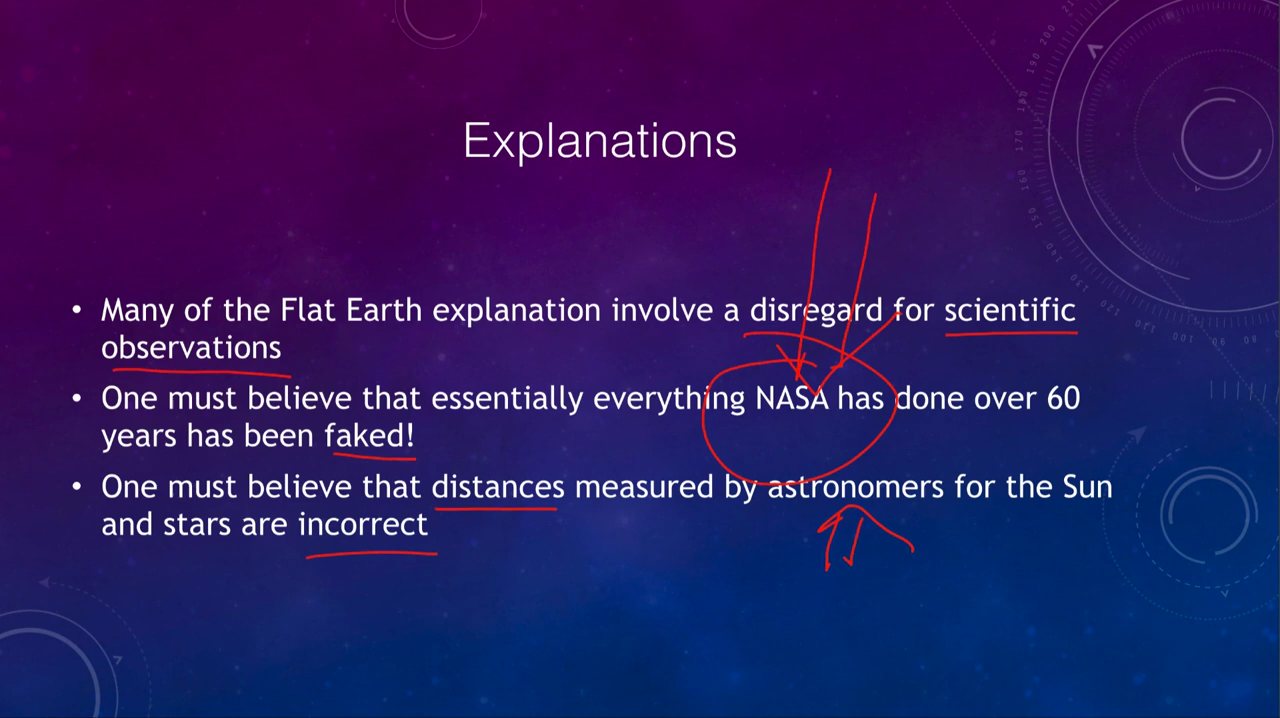 Explanations
• Many of the Flat Earth explanation involve a disregard for scientific
observations
• One must believe that essentially everything NASA has done over 60
years has been faked!
• One must believe that distances measured by astronomers for the Sun
and stars are incorrect